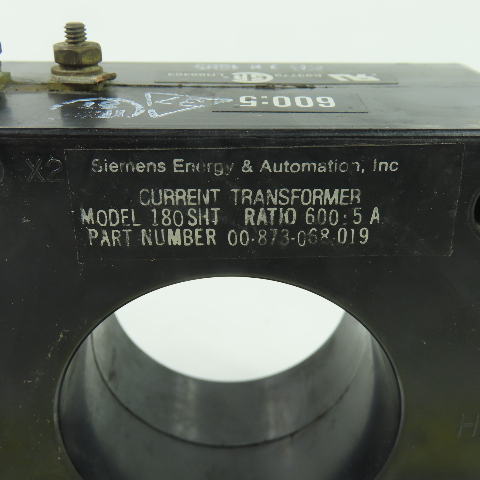 600:5
X2
Siemens Energy & Automation, Inc
CURRENT TRANSFORMER
MODEL 180SHT RATIO 600:5 A
PART NUMBER 00-873-068-019
H